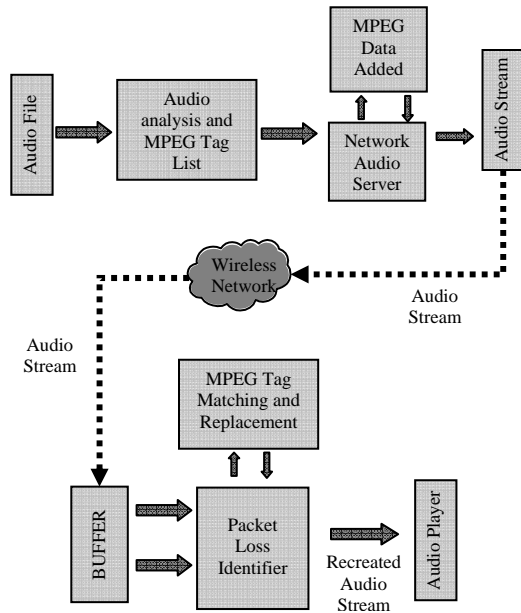 Audio File
Audio
analysis and
MPEG Tag
List
MPEG
Data
Added
Network
Audio
Server
Audio Stream
Wireless
Network
Audio
Stream
Audio
Stream
MPEG Tag
Matching and
Replacement
BUFFER
Packet
Loss
Identifier
Recreated
Audio
Stream
Audio Player